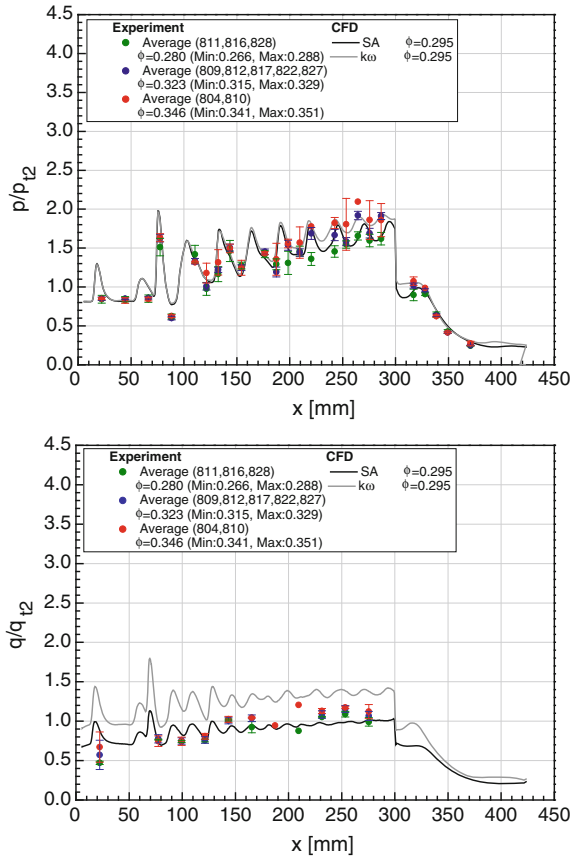 Experiment CFD
Average (811,816,828) SA ϕ=0.295
ϕ=0.280 (Min:0.266, Max:0.288) kω ϕ=0.295
Average (809,812,817,822,827)
ϕ=0.323 (Min:0.315, Max:0.329)
Average (804,810)
ϕ=0.346 (Min:0.341, Max:0.351)
4.5
4.0
3.5
3.0
2.5
2.0
1.5
1.0
0.5
0.0
p/pt2
0 50 100 150 200 250 300 350 400 450
x [mm]
Experiment CFD
Average (811,816,828) SA ϕ=0.295
ϕ=0.280 (Min:0.266, Max:0.288) kω ϕ=0.295
Average (809,812,817,822,827)
ϕ=0.323 (Min:0.315, Max:0.329)
Average (804,810)
ϕ=0.346 (Min:0.341, Max:0.351)
4.5
4.0
3.5
3.0
2.5
2.0
1.5
1.0
0.5
0.0
q/qt2
0 50 100 150 200 250 300 350 400 450
x [mm]